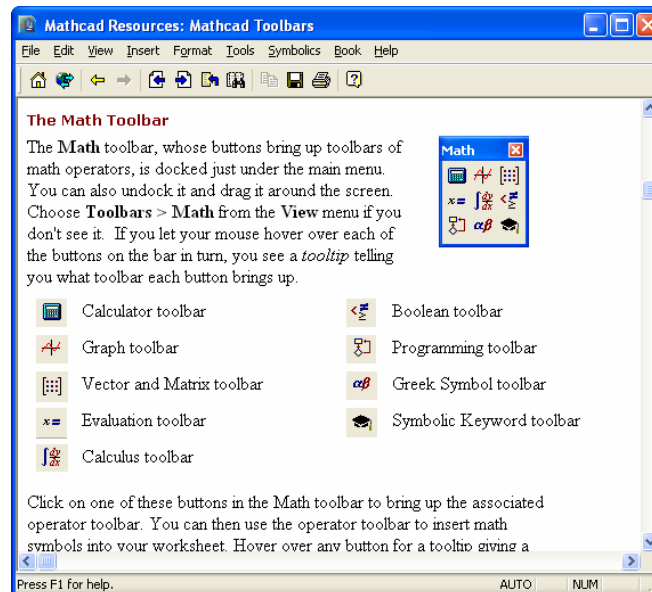 Mathcad Resources: Mathcad Toolbars
File Edit View Insert Format Tools Symbolics Book Help
The Math Toolbar
The Math toolbar, whose buttons bring up toolbars of
math operators, is docked just under the main menu.
You can also undock it and drag it around the screen.
Choose Toolbars > Math from the View menu if you
don't see it. If you let your mouse hover over each of
the buttons on the bar in turn, you see a tooltip telling
you what toolbar each button brings up.
Math
x=
αβ
Calculator toolbar
Boolean toolbar
Graph toolbar
Programming toolbar
Vector and Matrix toolbar
αβ Greek Symbol toolbar
x= Evaluation toolbar
Symbolic Keyword toolbar
∫ dy/dx Calculus toolbar
Click on one of these buttons in the Math toolbar to bring up the associated
operator toolbar. You can then use the operator toolbar to insert math
symbols into your worksheet. Hover over any button for a tooltip giving a
Press F1 for help. AUTO NUM